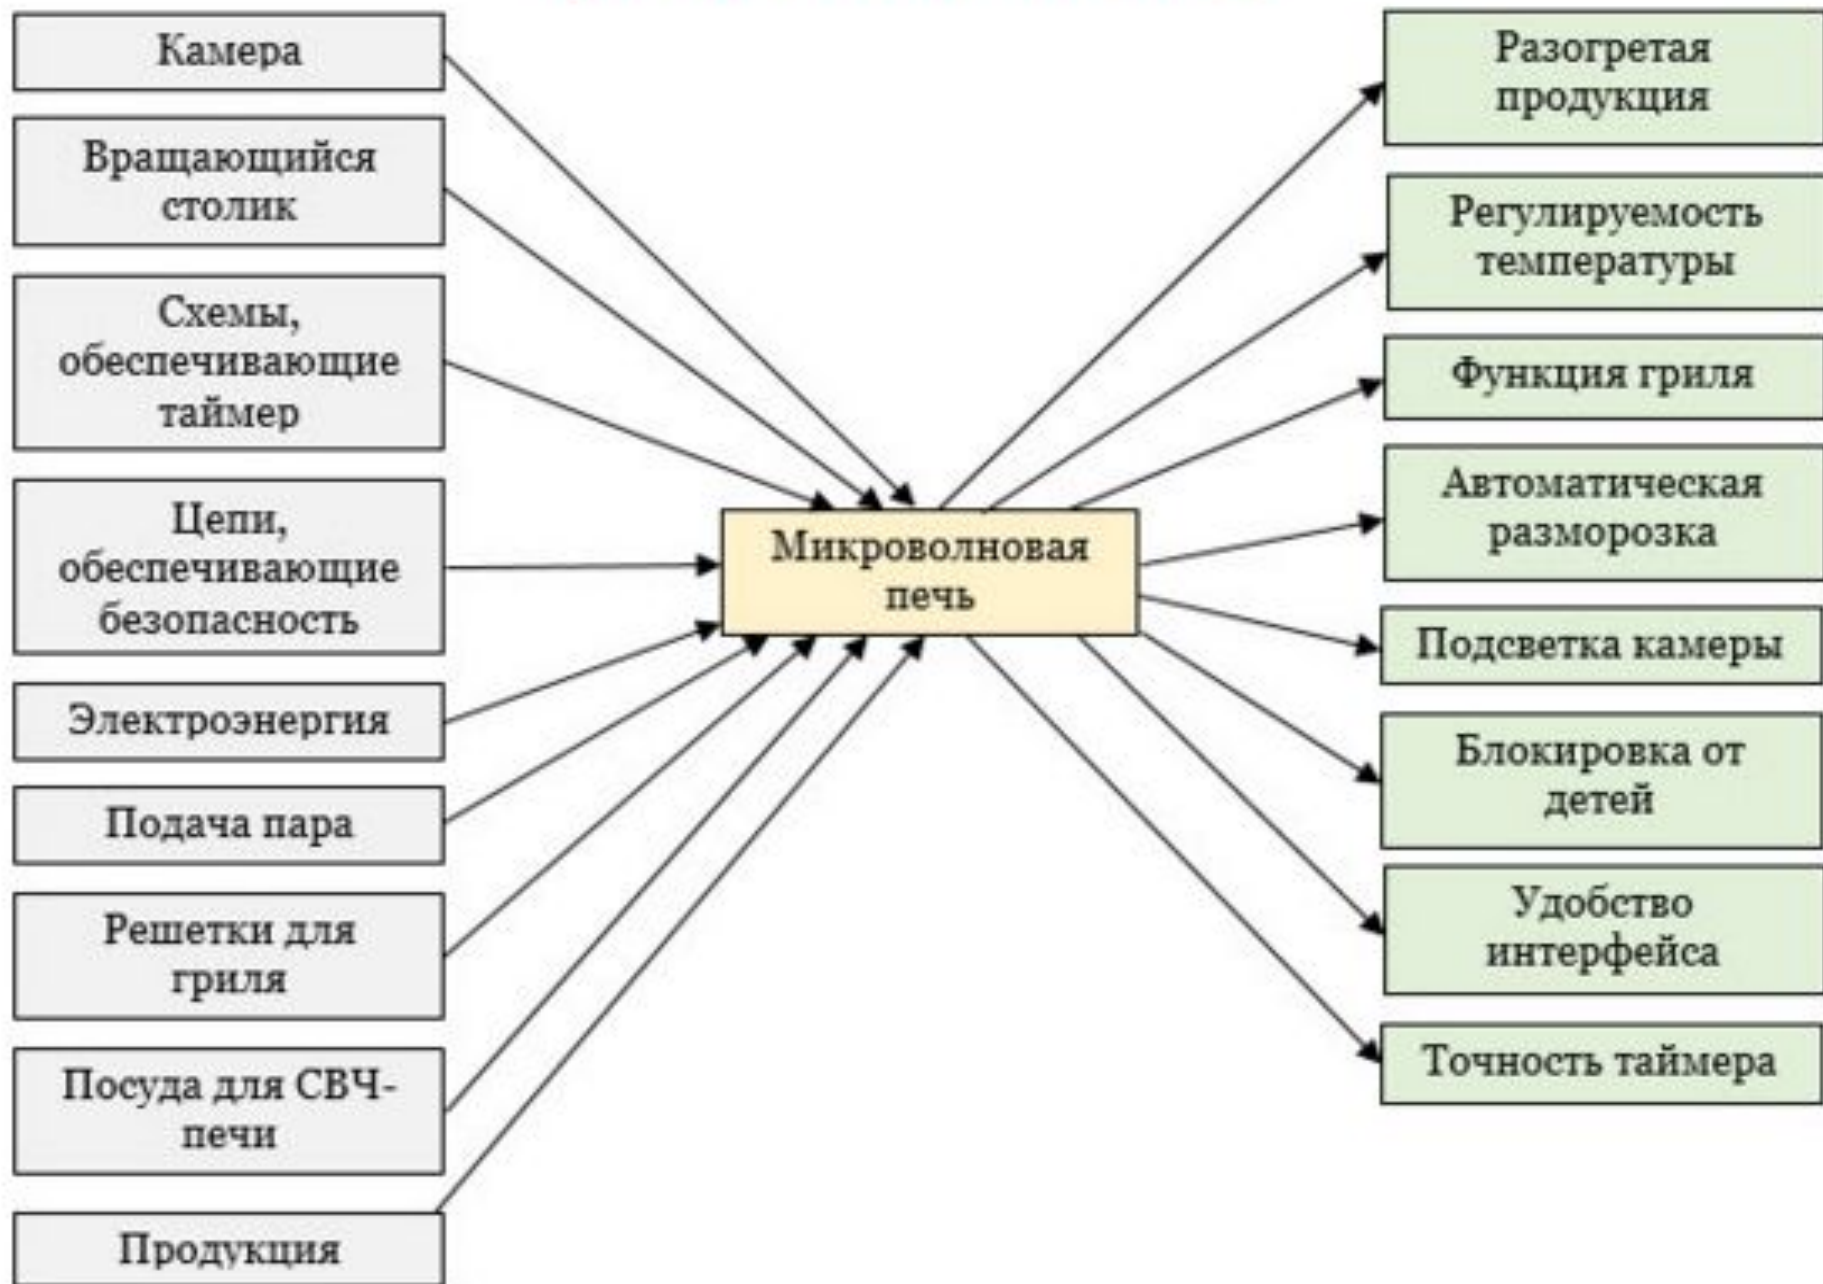 Камера
Вращающийся
столик
Схемы,
обеспечивающие
таймер
Цепи,
обеспечивающие
безопасность
Электроэнергия
Подача пара
Решетки для
гриля
Посуда для СВЧ-
печи
Продукция
Микроволновая
печь
Разогретая
продукция
Регулируемость
температуры
Функция гриля
Автоматическая
разморозка
Подсветка камеры
Блокировка от
детей
Удобство
интерфейса
Точность таймера